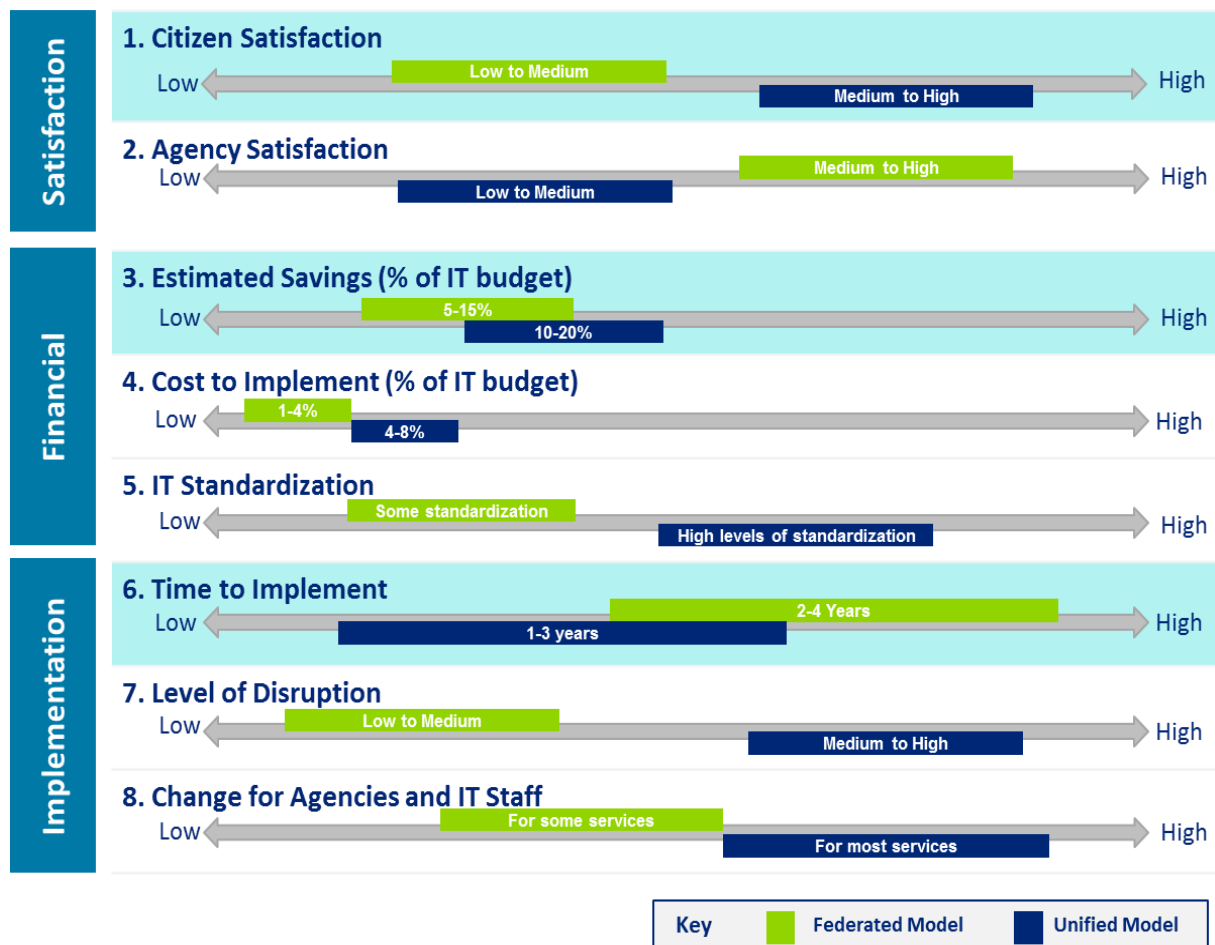 Satisfaction
1. Citizen Satisfaction
Low
Low to Medium
Medium to High
High
2. Agency Satisfaction
Low
Medium to High
Low to Medium
High
Financial
3. Estimated Savings (% of IT budget)
Low
5-15%
10-20%
High
4. Cost to Implement (% of IT budget)
Low
1-4%
4-8%
High
5. IT Standardization
Low
Some standardization
High levels of standardization
High
Implementation
6. Time to Implement
Low
2-4 Years
1-3 years
High
7. Level of Disruption
Low
Low to Medium
Medium to High
High
8. Change for Agencies and IT Staff
Low
For some services
For most services
High
Key
Federated Model
Unified Model